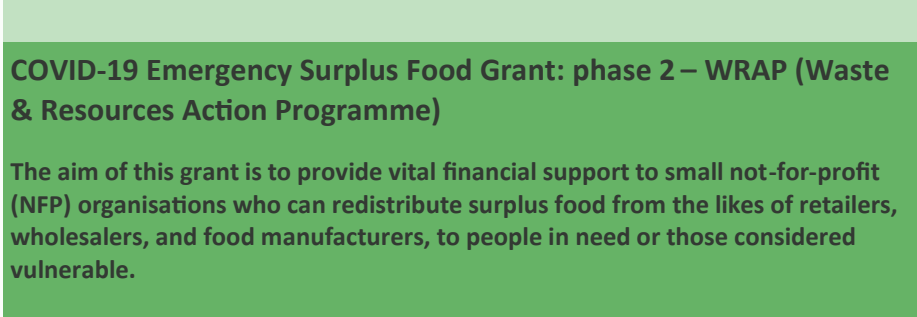 COVID-19 Emergency Surplus Food Grant: phase 2 – WRAP (Waste
& Resources Action Programme)
The aim of this grant is to provide vital financial support to small not-for-profit
(NFP) organisations who can redistribute surplus food from the likes of retailers,
wholesalers, and food manufacturers, to people in need or those considered
vulnerable.